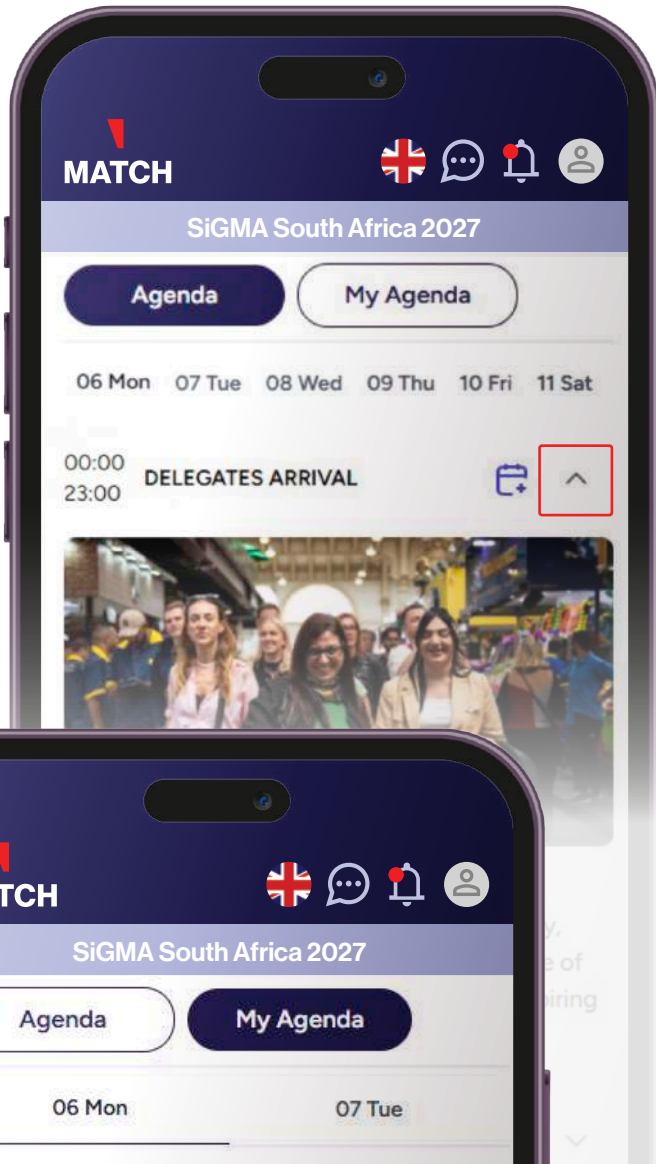 MATCH
SiGMA South Africa 2027
Agenda
My Agenda
06 Mon
07 Tue
08 Wed
09 Thu
10 Fri
11 Sat
00:00
23:00
DELEGATES ARRIVAL
y,
e of
iring
TCH
SiGMA South Africa 2027
Agenda
My Agenda
06 Mon
07 Tue